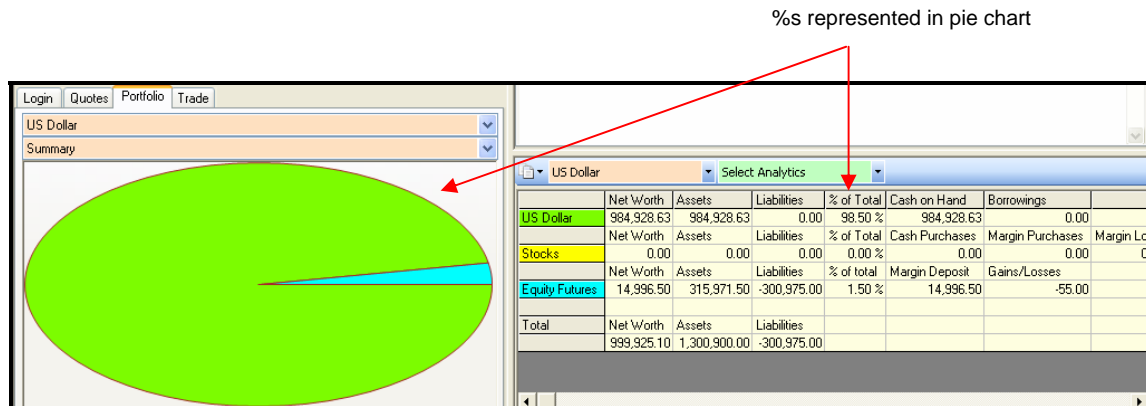 %s represented in pie chart
Login Quotes Portfolio Trade
US Dollar
Summary
US Dollar Select Analytics
Net Worth Assets Liabilities % of Total Cash on Hand Borrowings
US Dollar 984,928.63 984,928.63 0.00 98.50 % 984,928.63 0.00
Net Worth Assets Liabilities % of Total Cash Purchases Margin Purchases Margin Lo
Stocks 0.00 0.00 0.00 0.00 % 0.00 0.00 0
Net Worth Assets Liabilities % of total Margin Deposit Gains/Losses
Equity Futures 14,996.50 315,971.50 -300,975.00 1.50 % 14,996.50 -55.00
Total Net Worth Assets Liabilities
999,925.10 1,300,900.00 -300,975.00